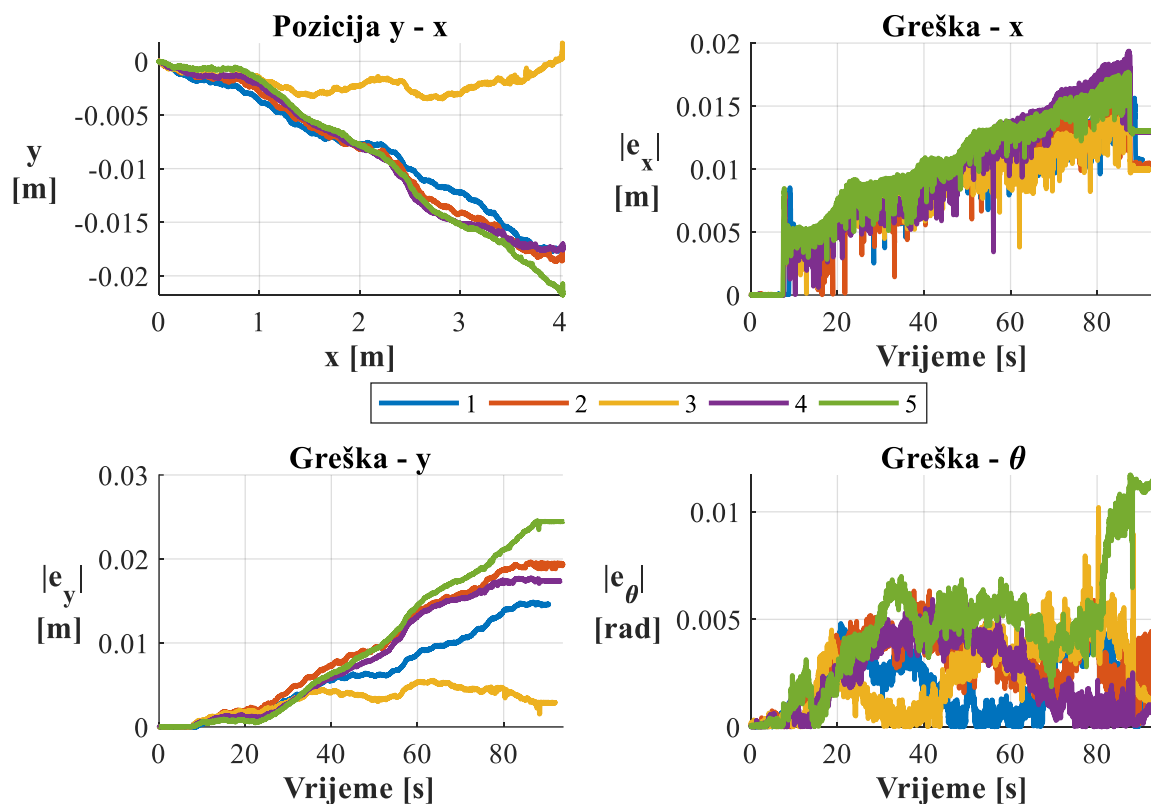 Pozicija y - x
0
-0.005
-0.01
-0.015
-0.02
y
[m]
0 1 2 3 4
x [m]
Greška - x
0.02
0.015
0.01
0.005
0
|e_x|
[m]
0 20 40 60 80
Vrijeme [s]
1 2 3 4 5
Greška - y
0.03
0.02
0.01
0
|e_y|
[m]
0 20 40 60 80
Vrijeme [s]
Greška - θ
0.01
0.005
0
|e_θ|
[rad]
0 20 40 60 80
Vrijeme [s]